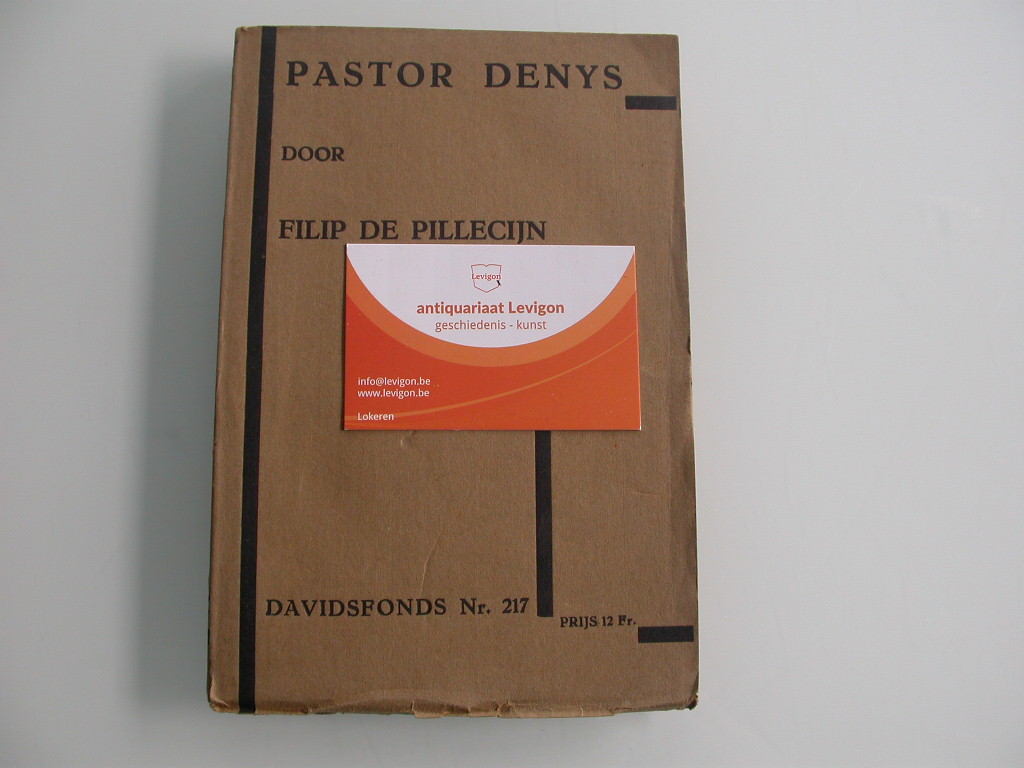 PASTOR DENYS
DOOR
FILIP DE PILLECIJN
Levigon
antiquariaat Levigon
geschiedenis - kunst
info@levigon.be
www.levigon.be
Lokeren
DAVIDSFONDS Nr. 217
PRIJS 12 Fr.